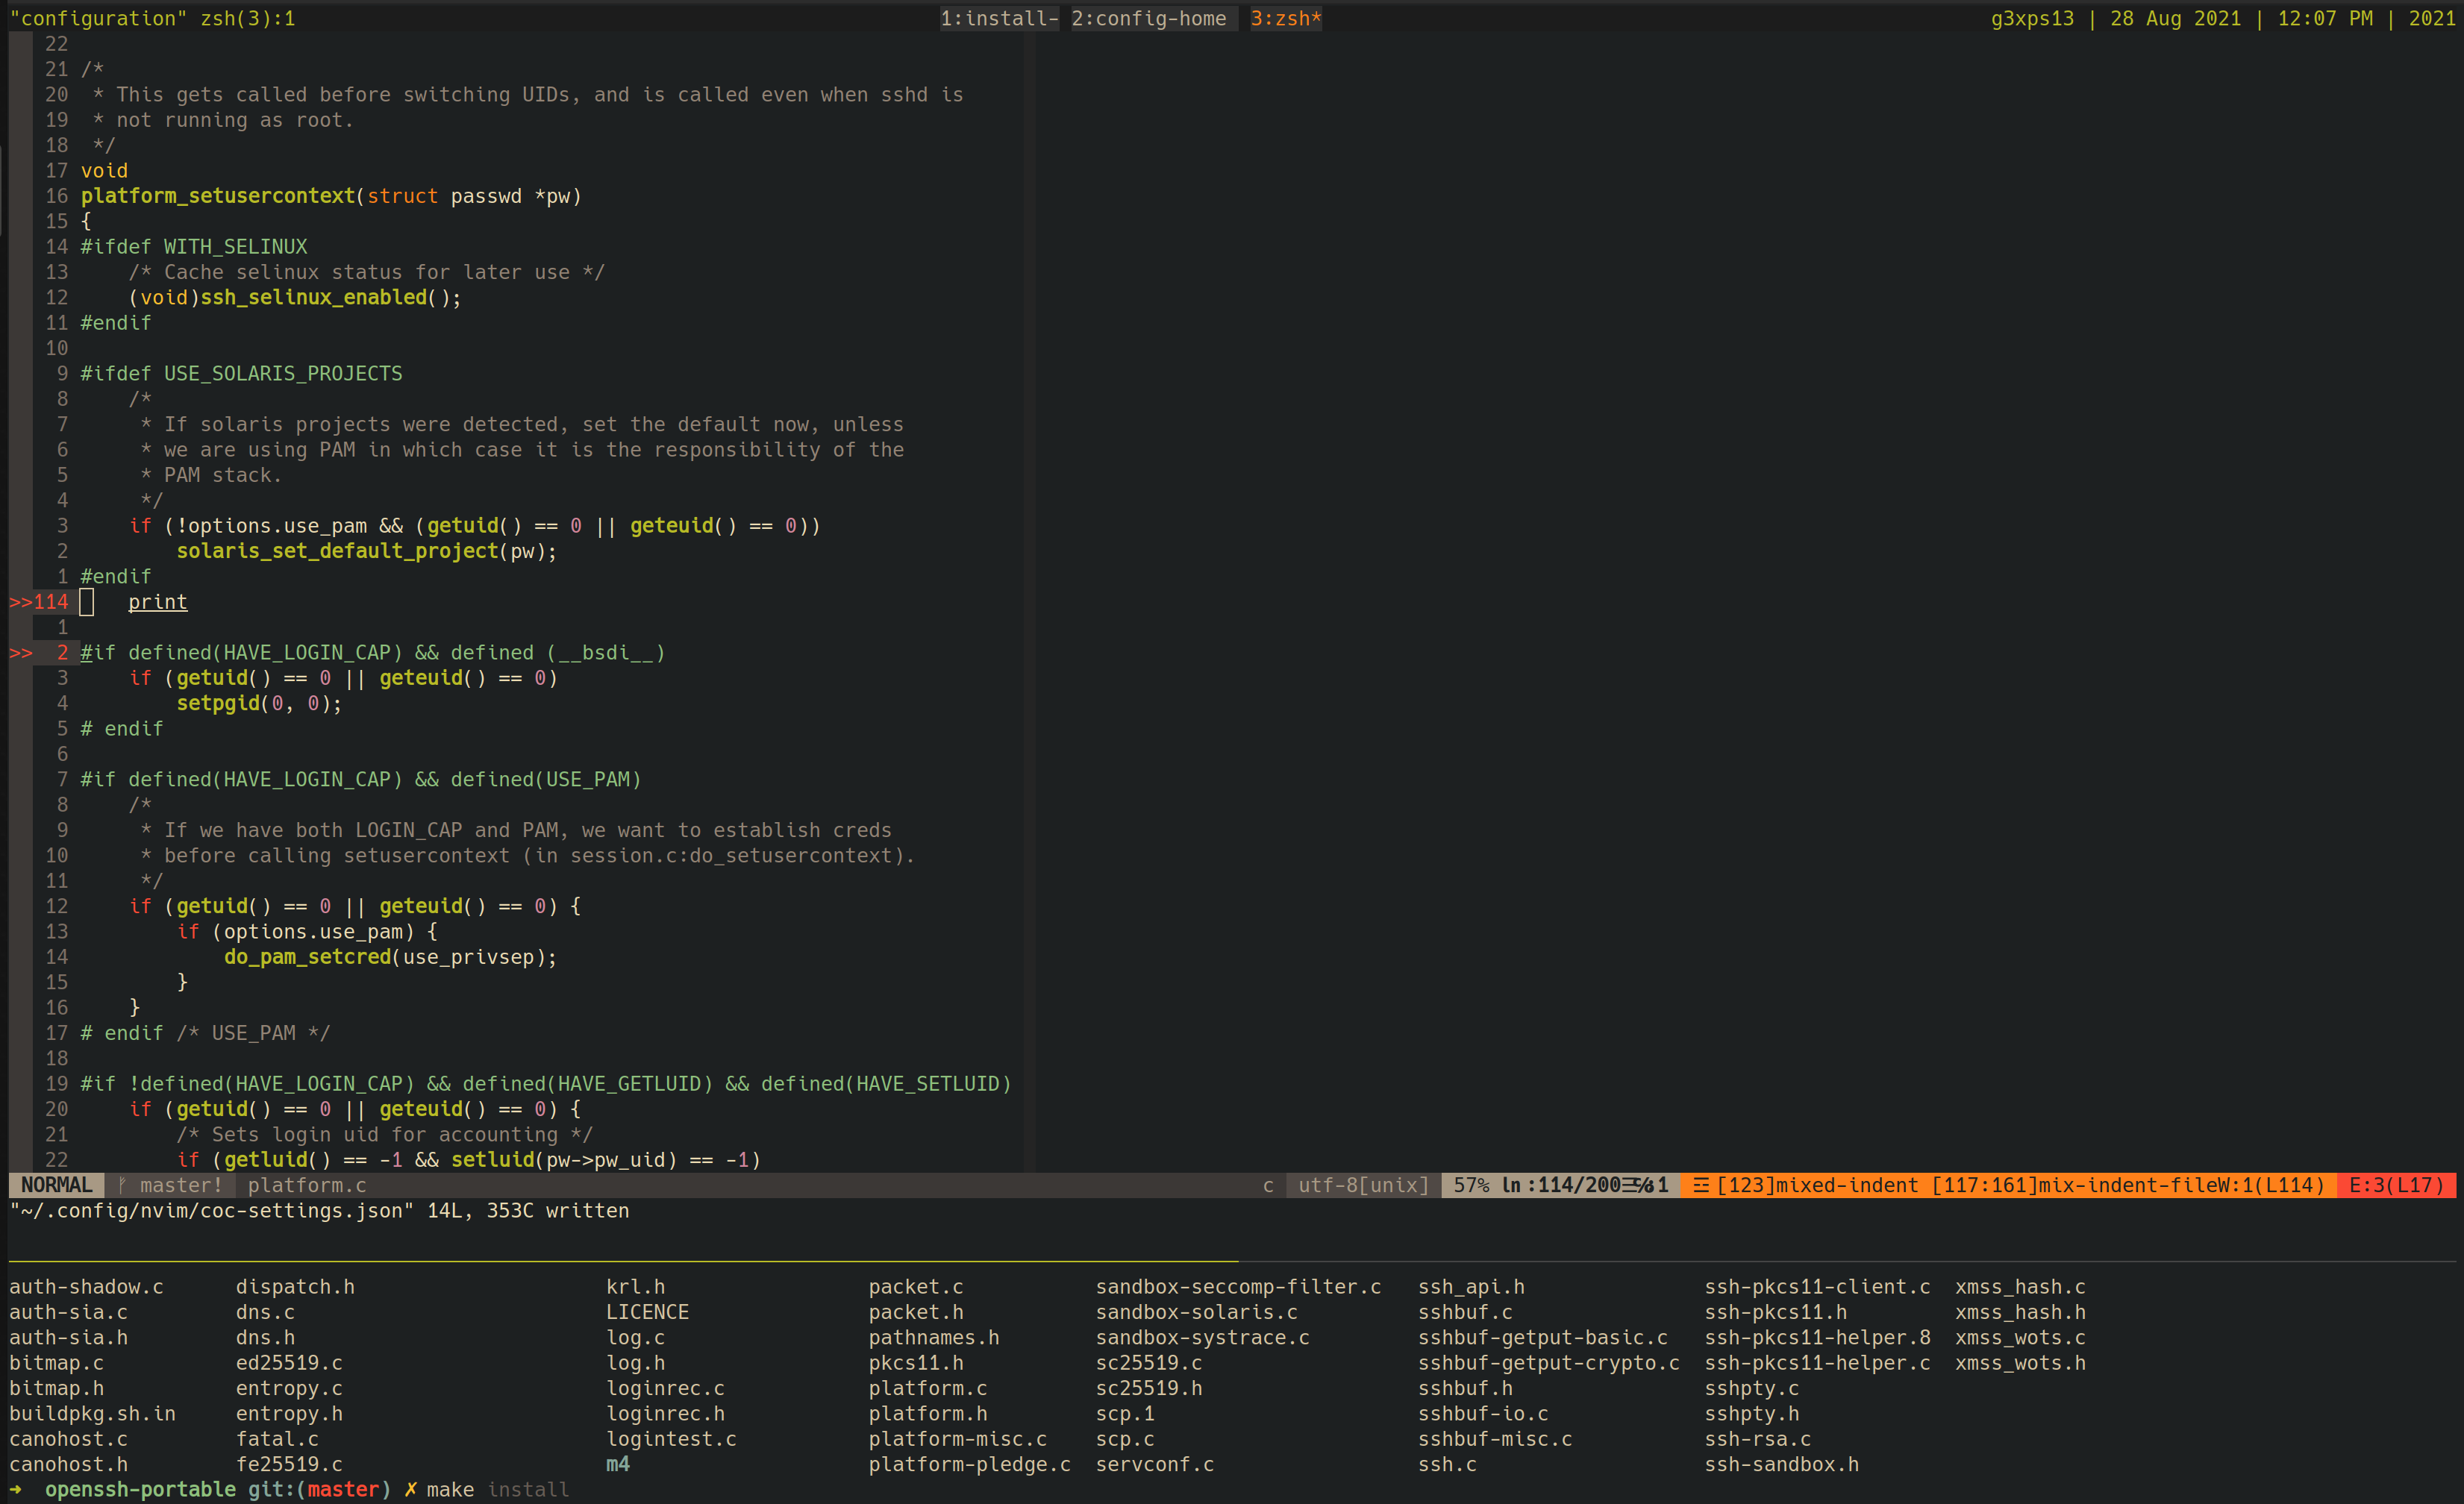 "configuration" zsh(3):1 1:install- 2:config-home 3:zsh* g3xps13 | 28 Aug 2021 | 12:07 PM | 2021
22
21 /*
20  * This gets called before switching UIDs, and is called even when sshd is
19  * not running as root.
18  */
17 void
16 platform_setusercontext(struct passwd *pw)
15 {
14 #ifdef WITH_SELINUX
13     /* Cache selinux status for later use */
12     (void)ssh_selinux_enabled();
11 #endif
10
9 #ifdef USE_SOLARIS_PROJECTS
8     /*
7      * If solaris projects were detected, set the default now, unless
6      * we are using PAM in which case it is the responsibility of the
5      * PAM stack.
4      */
3     if (!options.use_pam && (getuid() == 0 || geteuid() == 0))
2         solaris_set_default_project(pw);
1 #endif
>>114     print
1
>> 2 #if defined(HAVE_LOGIN_CAP) && defined (__bsdi__)
3     if (getuid() == 0 || geteuid() == 0)
4         setpgid(0, 0);
5 # endif
6
7 #if defined(HAVE_LOGIN_CAP) && defined(USE_PAM)
8     /*
9      * If we have both LOGIN_CAP and PAM, we want to establish creds
10      * before calling setusercontext (in session.c:do_setusercontext).
11      */
12     if (getuid() == 0 || geteuid() == 0) {
13         if (options.use_pam) {
14             do_pam_setcred(use_privsep);
15         }
16     }
17 # endif /* USE_PAM */
18
19 #if !defined(HAVE_LOGIN_CAP) && defined(HAVE_GETLUID) && defined(HAVE_SETLUID)
20     if (getuid() == 0 || geteuid() == 0) {
21         /* Sets login uid for accounting */
22         if (getluid() == -1 && setluid(pw->pw_uid) == -1)
NORMAL master! platform.c c utf-8[unix] 57% ln:114/200 1 ☰[123]mixed-indent [117:161]mix-indent-fileW:1(L114) E:3(L17)
"~/.config/nvim/coc-settings.json" 14L, 353C written
auth-shadow.c dispatch.h krl.h packet.c sandbox-seccomp-filter.c ssh_api.h ssh-pkcs11-client.c xmss_hash.c
auth-sia.c dns.c LICENCE packet.h sandbox-solaris.c sshbuf.c ssh-pkcs11.h xmss_hash.h
auth-sia.h dns.h log.c pathnames.h sandbox-systrace.c sshbuf-getput-basic.c ssh-pkcs11-helper.8 xmss_wots.c
bitmap.c ed25519.c log.h pkcs11.h sc25519.c sshbuf-getput-crypto.c ssh-pkcs11-helper.c xmss_wots.h
bitmap.h entropy.c loginrec.c platform.c sc25519.h sshbuf.h sshpty.c
buildpkg.sh.in entropy.h loginrec.h platform.h scp.1 sshbuf-io.c sshpty.h
canohost.c fatal.c logintest.c platform-misc.c scp.c sshbuf-misc.c ssh-rsa.c
canohost.h fe25519.c m4 platform-pledge.c servconf.c ssh.c ssh-sandbox.h
➜  openssh-portable git:(master) ✗ make install